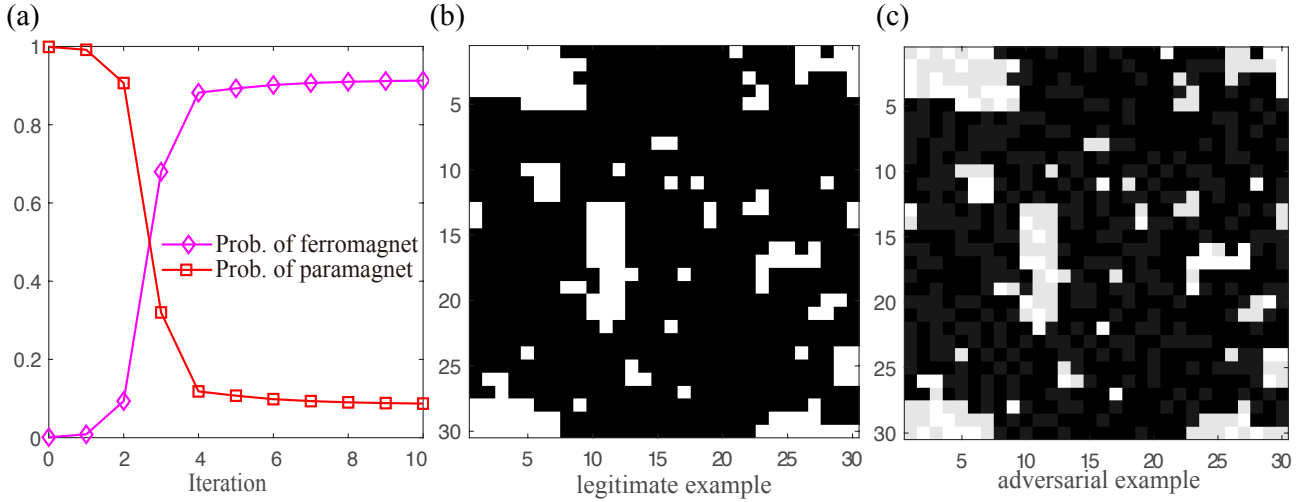 (a)
(b)
(c)
1
0.8
0.6
0.4
0.2
0
0 2 4 6 8 10
Iteration
Prob. of ferromagnet
Prob. of paramagnet
5
10
15
20
25
30
5 10 15 20 25 30
legitimate example
5
10
15
20
25
30
5 10 15 20 25 30
adversarial example